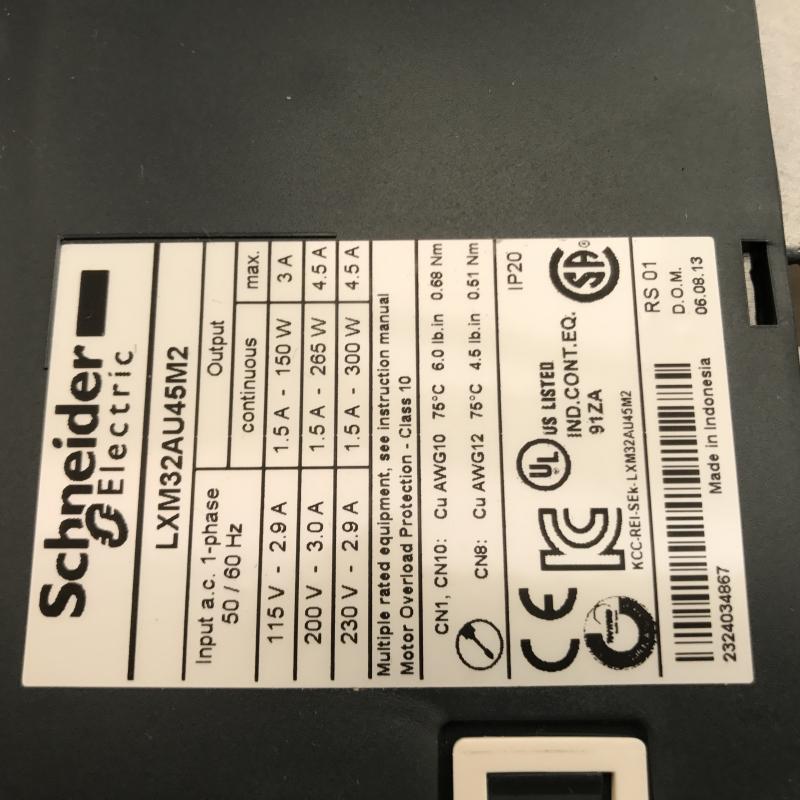 Schneider
Electric
LXM32AU45M2
Input a.c. 1-phase
50 / 60 Hz
Output
continuous max.
115 V - 2.9 A 1.5 A - 150 W 3 A
200 V - 3.0 A 1.5 A - 265 W 4.5 A
230 V - 2.9 A 1.5 A - 300 W 4.5 A
Multiple rated equipment, see instruction manual
Motor Overload Protection - Class 10
CN1, CN10: Cu AWG10 75°C 6.0 lb.in 0.68 Nm
CN8: Cu AWG12 75°C 4.5 lb.in 0.51 Nm
IP20
CE
UL US LISTED
IND.CONT.EQ.
91ZA
SA®
KCC-REI-SEk-LXM32AU45M2
RS 01
D.O.M.
06.08.13
2324034867
Made in Indonesia